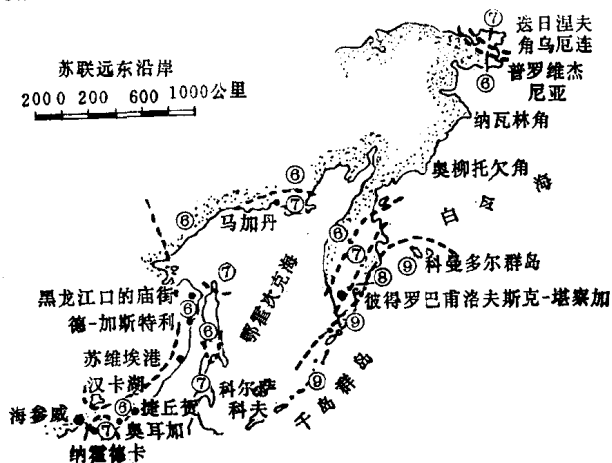 ⑦
迭日涅夫
角乌厄连
⑥
普罗维杰
尼亚
苏联远东沿岸
2000 200 600 1000公里
纳瓦林角
奥柳托欠角
白令海
⑥
⑥
⑦
马加丹
⑥
⑦
⑧
⑨
科曼多尔群岛
彼得罗巴甫洛夫斯克-堪察加
⑨
⑦
鄂霍次克海
黑龙江口的庙街
德-加斯特利
⑥
⑥
苏维埃港
汉卡湖
⑦
科尔萨
科夫
⑨
千岛群岛
海参威
⑥
捷丘贺
⑦
奥耳加
纳霍德卡